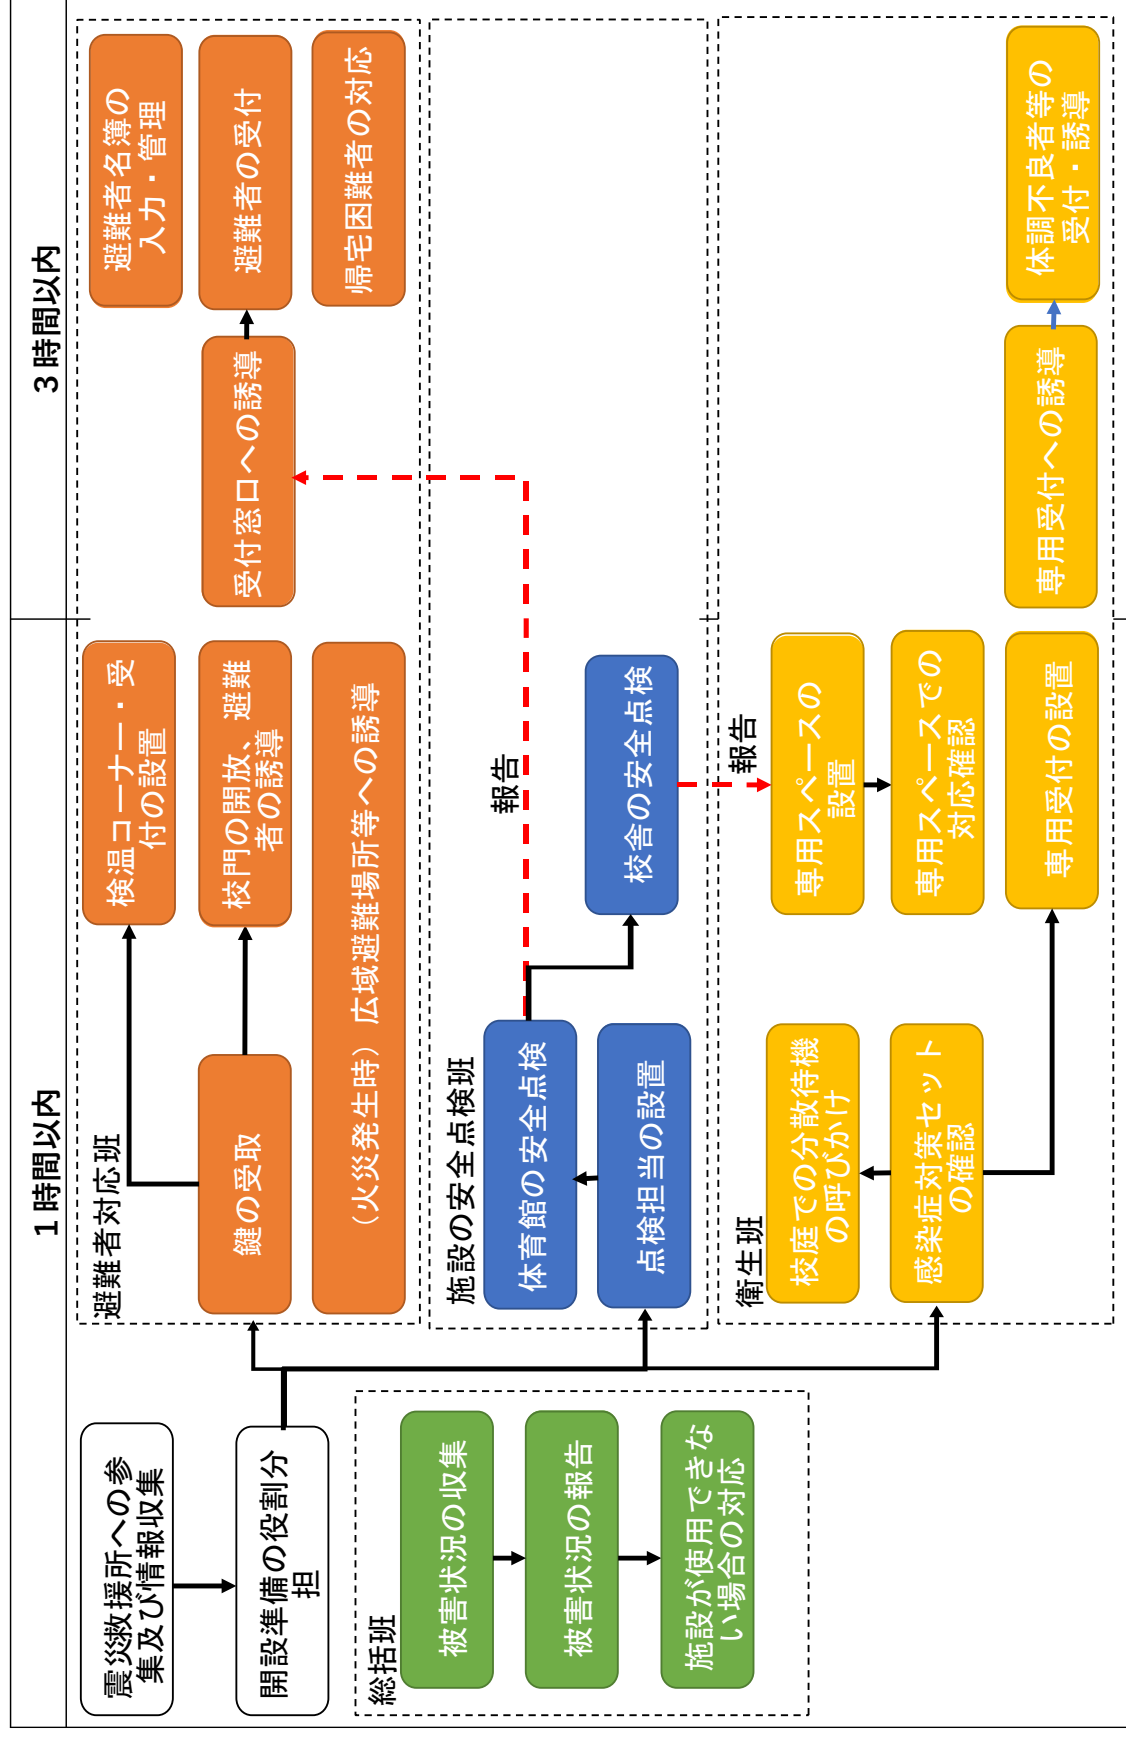 1時間以内
3時間以内
震災救援所への参
集及び情報収集
開設準備の役割分
担
総括班
被害状況の収集
被害状況の報告
施設が使用できな
い場合の対応
避難者対応班
鍵の受取
(火災発生時)広域避難場所等への誘導
検温コーナー・受
付の設置
校門の開放、避難
者の誘導
受付窓口への誘導
避難者名簿の
入力・管理
避難者の受付
帰宅困難者の対応
施設の安全点検班
体育館の安全点検
点検担当の設置
報告
校舎の安全点検
報告
衛生班
校庭での分散待機
の呼びかけ
感染症対策セット
の確認
専用スペースの
設置
専用スペースでの
対応確認
専用受付の設置
専用受付への誘導
体調不良者等の
受付・誘導